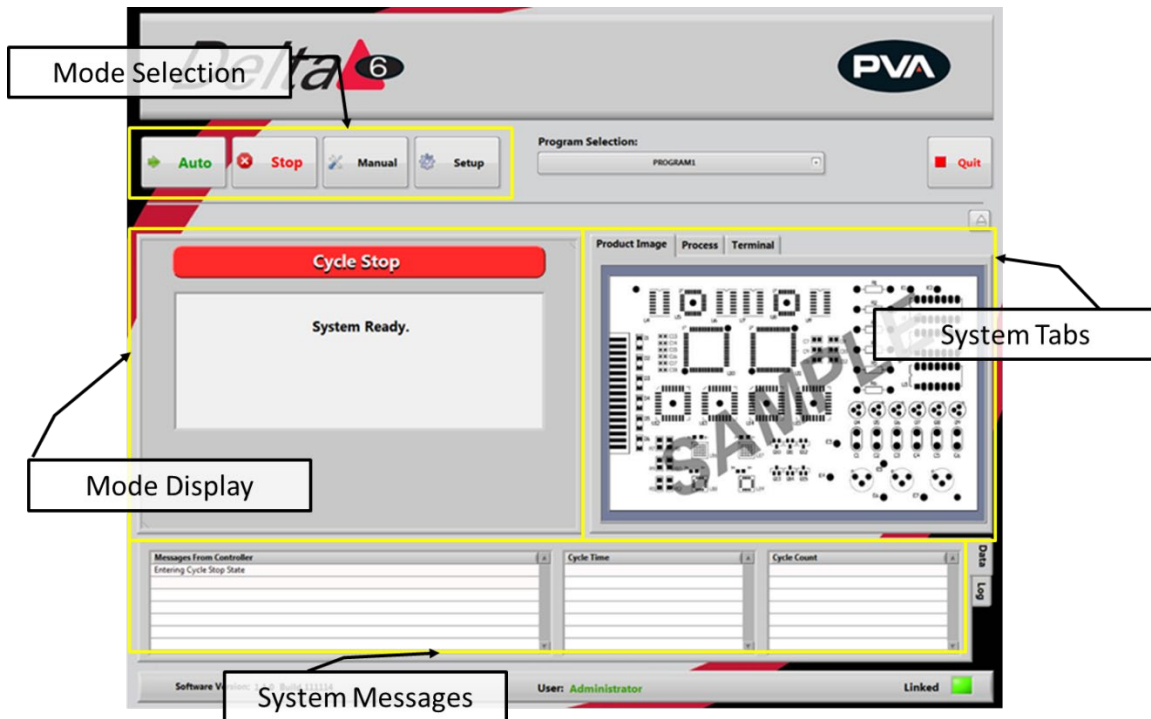 Delta 6
PVA
Mode Selection
Auto
Stop
Manual
Setup
Program Selection:
PROGRAM1
Quit
Cycle Stop
System Ready.
Product Image
Process
Terminal
SAMPLE
System Tabs
Mode Display
Messages From Controller
Entering Cycle Stop State
Cycle Time
Cycle Count
Data
Log
System Messages
Software Version:
User: Administrator
Linked